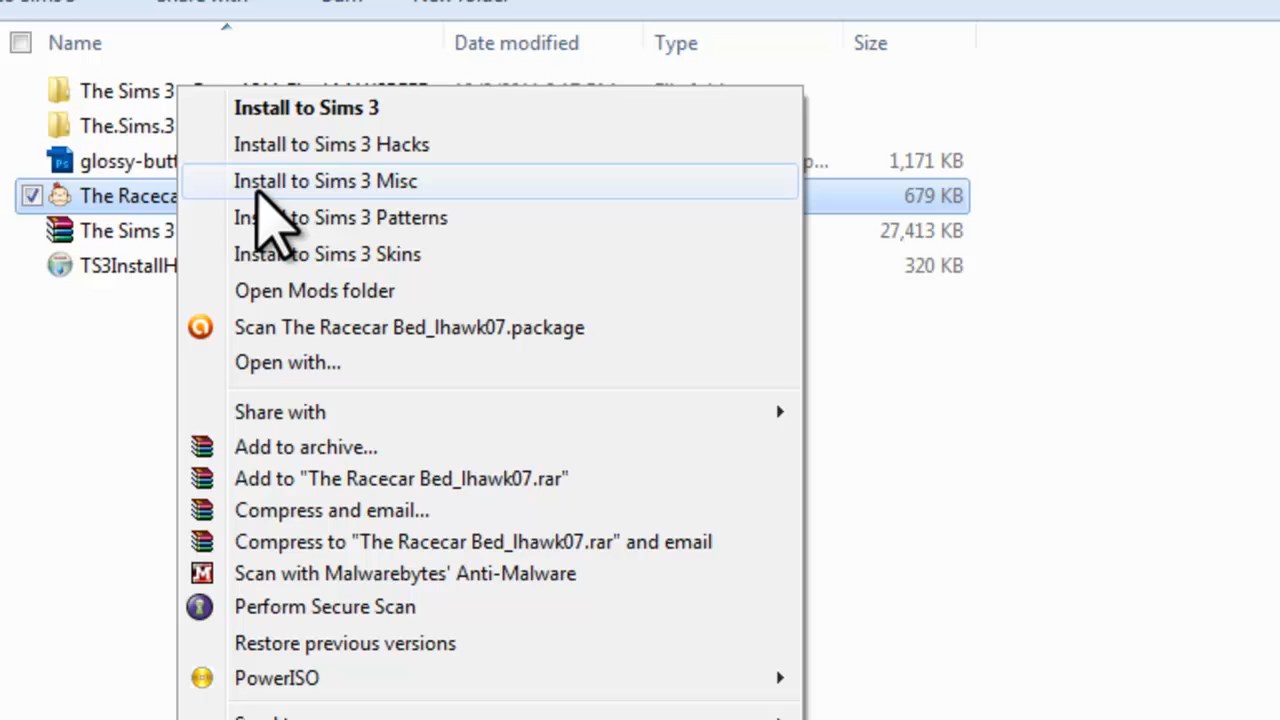 Name
Date modified
Type
Size
The Sims 3
The.Sims.3
glossy-butt
p...
1,171 KB
The Raceca
679 KB
The Sims 3
27,413 KB
TS3InstallH
320 KB
Install to Sims 3
Install to Sims 3 Hacks
Install to Sims 3 Misc
Install to Sims 3 Patterns
Install to Sims 3 Skins
Open Mods folder
Scan The Racecar Bed_lhawk07.package
Open with...
Share with
Add to archive...
Add to "The Racecar Bed_lhawk07.rar"
Compress and email...
Compress to "The Racecar Bed_lhawk07.rar" and email
Scan with Malwarebytes' Anti-Malware
Perform Secure Scan
Restore previous versions
PowerISO